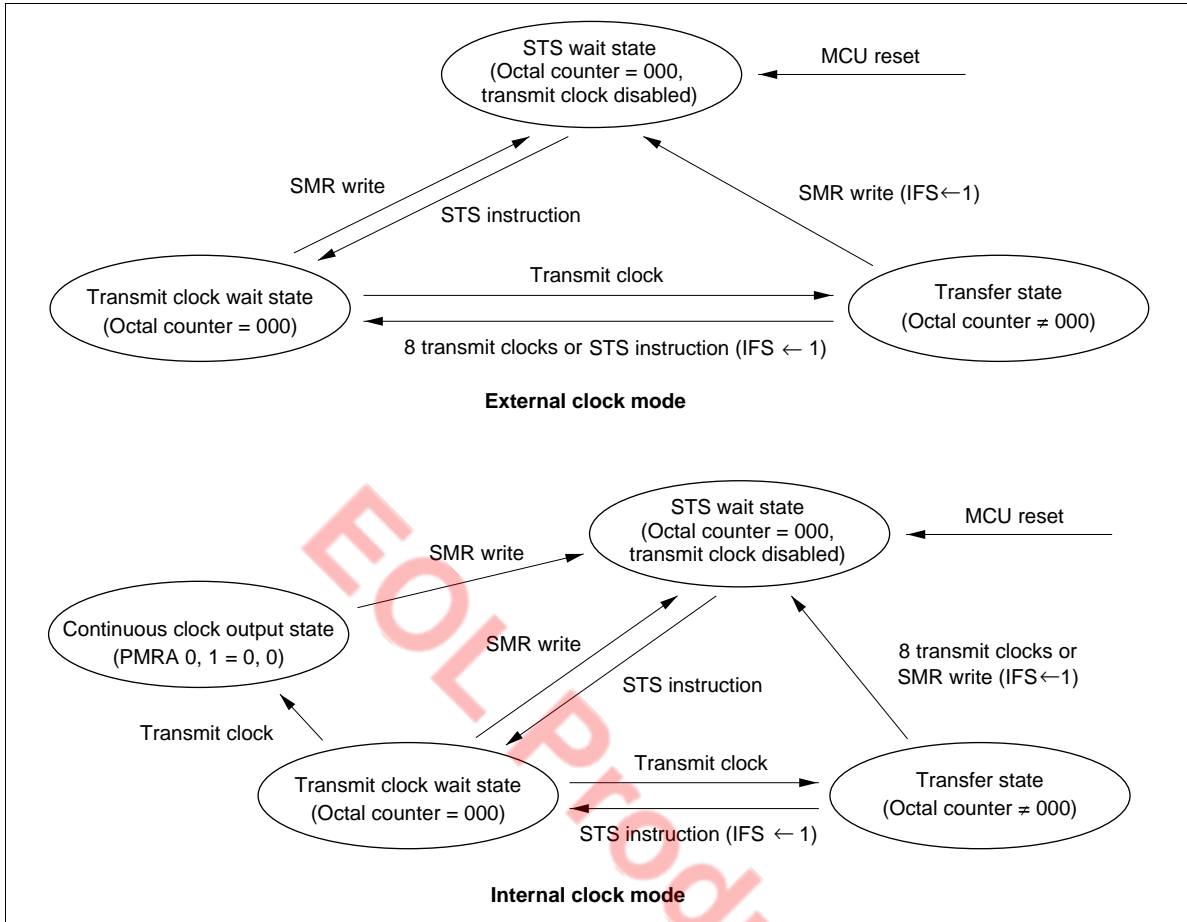 STS wait state
(Octal counter = 000,
transmit clock disabled)
MCU reset
SMR write
STS instruction
SMR write (IFS←1)
Transmit clock wait state
(Octal counter = 000)
Transmit clock
Transfer state
(Octal counter ≠ 000)
8 transmit clocks or STS instruction (IFS ← 1)
External clock mode
STS wait state
(Octal counter = 000,
transmit clock disabled)
MCU reset
SMR write
Continuous clock output state
(PMRA 0, 1 = 0, 0)
SMR write
STS instruction
8 transmit clocks or
SMR write (IFS←1)
Transmit clock
Transmit clock wait state
(Octal counter = 000)
Transmit clock
STS instruction (IFS ← 1)
Transfer state
(Octal counter ≠ 000)
Internal clock mode
EOL Produ